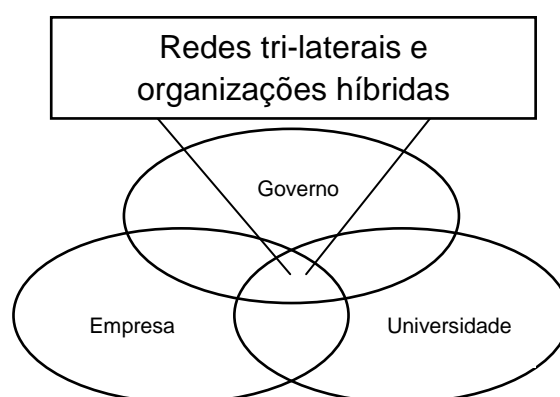 Redes tri-laterais e
organizações híbridas
Governo
Empresa
Universidade